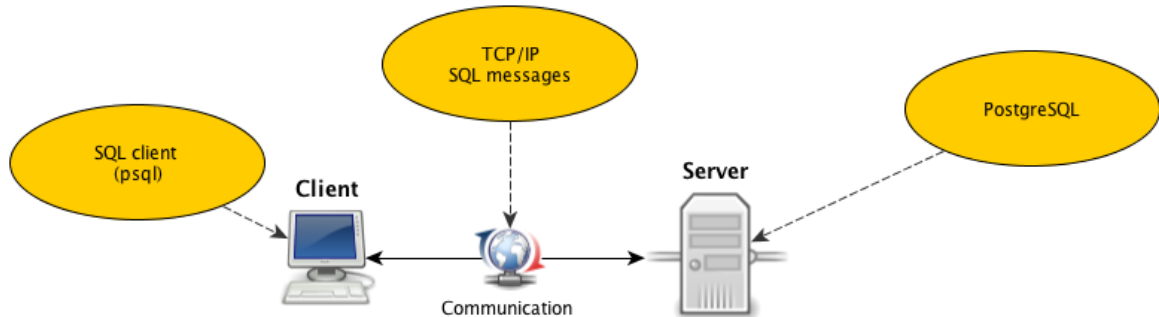 TCP/IP
SQL messages
PostgreSQL
SQL client
(psql)
Client
Server
Communication